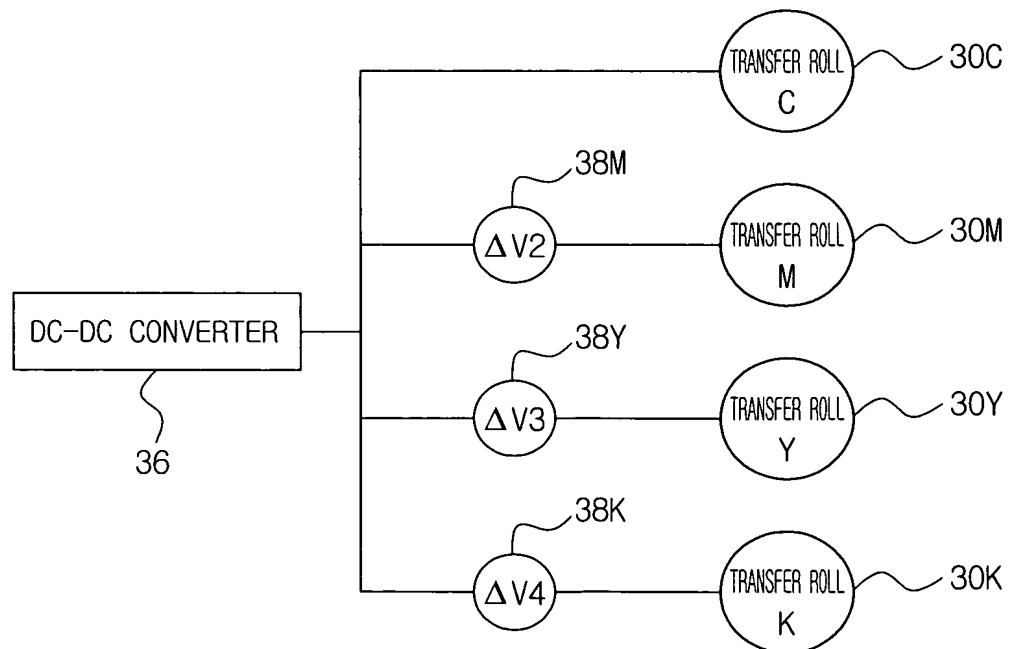 TRANSFER ROLL
C
30C
38M
ΔV2
TRANSFER ROLL
M
30M
DC-DC CONVERTER
36
38Y
ΔV3
TRANSFER ROLL
Y
30Y
38K
ΔV4
TRANSFER ROLL
K
30K